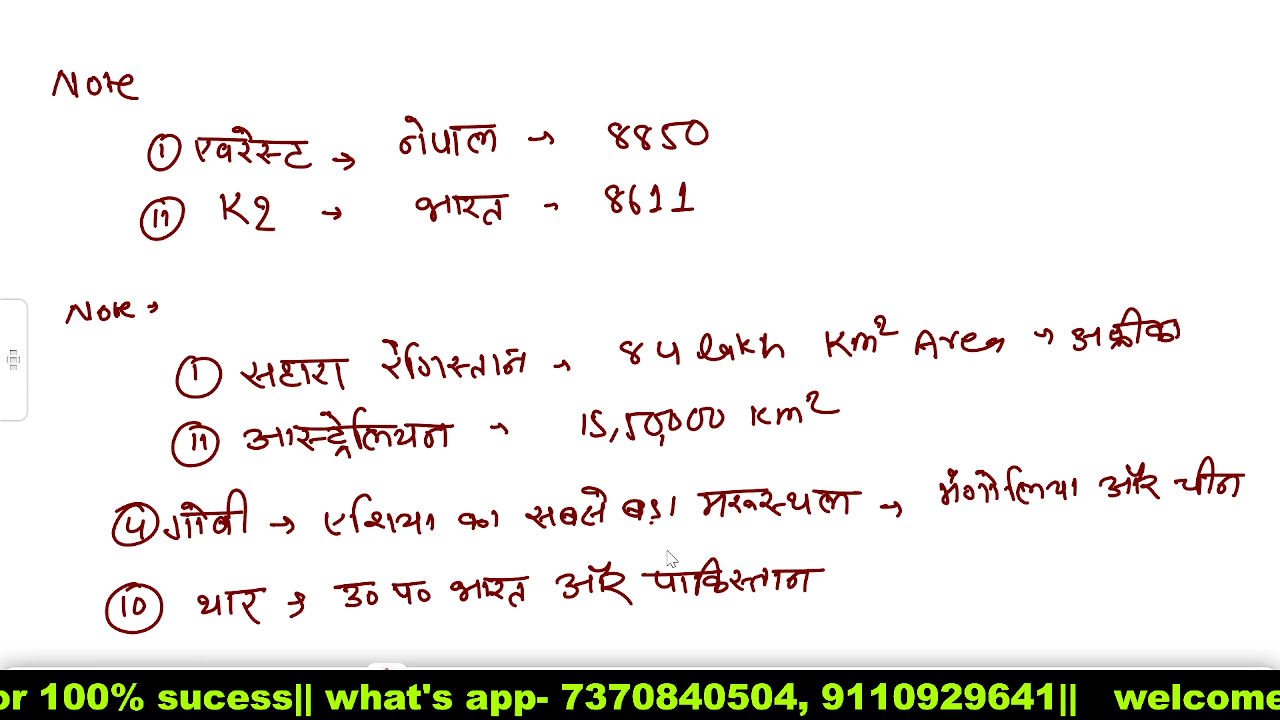 Note
① एवरेस्ट → नेपाल → 8850
⑪ K2 → भारत → 8611
Note →
① सहारा रेगिस्तान → 84 lakh Km² Area → अफ्रीका
⑪ आस्ट्रेलियन → 15,50,000 Km²
④ गोबी → एशिया का सबसे बड़ा मरूस्थल → मंगोलिया और चीन
⑩ थार → उ० प० भारत और पाकिस्तान
or 100% sucess|| what's app- 7370840504, 9110929641|| welcome